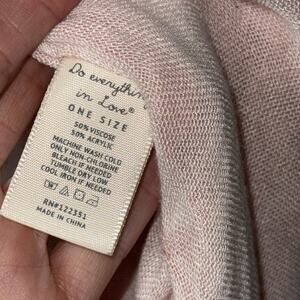 Do everything
in Love®
ONE SIZE
50% VISCOSE
50% ACRYLIC
MACHINE WASH COLD
ONLY NON-CHLORINE
BLEACH IF NEEDED
TUMBLE DRY LOW
COOL IRON IF NEEDED
RN#122351
MADE IN CHINA